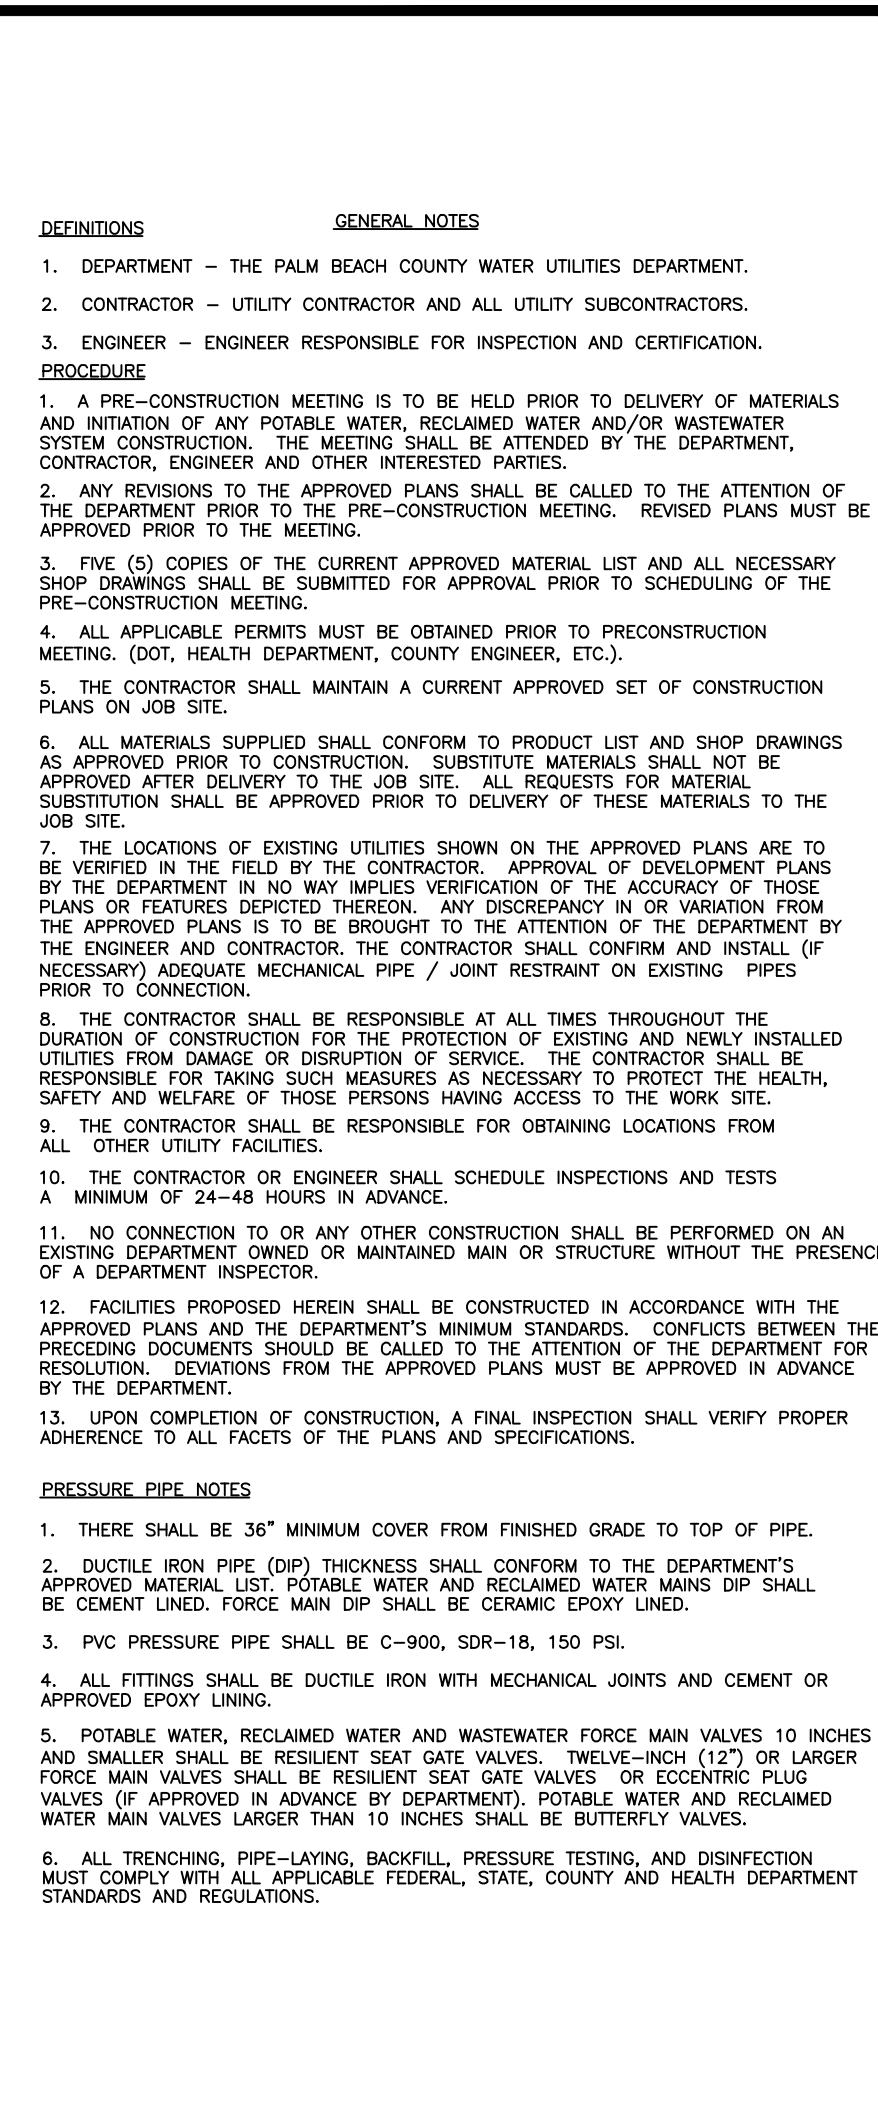 GENERAL NOTES
DEFINITIONS
1. DEPARTMENT – THE PALM BEACH COUNTY WATER UTILITIES DEPARTMENT.
2. CONTRACTOR – UTILITY CONTRACTOR AND ALL UTILITY SUBCONTRACTORS.
3. ENGINEER – ENGINEER RESPONSIBLE FOR INSPECTION AND CERTIFICATION.
PROCEDURE
1. A PRE–CONSTRUCTION MEETING IS TO BE HELD PRIOR TO DELIVERY OF MATERIALS
AND INITIATION OF ANY POTABLE WATER, RECLAIMED WATER AND/OR WASTEWATER
SYSTEM CONSTRUCTION. THE MEETING SHALL BE ATTENDED BY THE DEPARTMENT,
CONTRACTOR, ENGINEER AND OTHER INTERESTED PARTIES.
2. ANY REVISIONS TO THE APPROVED PLANS SHALL BE CALLED TO THE ATTENTION OF
THE DEPARTMENT PRIOR TO THE PRE–CONSTRUCTION MEETING. REVISED PLANS MUST BE
APPROVED PRIOR TO THE MEETING.
3. FIVE (5) COPIES OF THE CURRENT APPROVED MATERIAL LIST AND ALL NECESSARY
SHOP DRAWINGS SHALL BE SUBMITTED FOR APPROVAL PRIOR TO SCHEDULING OF THE
PRE–CONSTRUCTION MEETING.
4. ALL APPLICABLE PERMITS MUST BE OBTAINED PRIOR TO PRECONSTRUCTION
MEETING. (DOT, HEALTH DEPARTMENT, COUNTY ENGINEER, ETC.).
5. THE CONTRACTOR SHALL MAINTAIN A CURRENT APPROVED SET OF CONSTRUCTION
PLANS ON JOB SITE.
6. ALL MATERIALS SUPPLIED SHALL CONFORM TO PRODUCT LIST AND SHOP DRAWINGS
AS APPROVED PRIOR TO CONSTRUCTION. SUBSTITUTE MATERIALS SHALL NOT BE
APPROVED AFTER DELIVERY TO THE JOB SITE. ALL REQUESTS FOR MATERIAL
SUBSTITUTION SHALL BE APPROVED PRIOR TO DELIVERY OF THESE MATERIALS TO THE
JOB SITE.
7. THE LOCATIONS OF EXISTING UTILITIES SHOWN ON THE APPROVED PLANS ARE TO
BE VERIFIED IN THE FIELD BY THE CONTRACTOR. APPROVAL OF DEVELOPMENT PLANS
BY THE DEPARTMENT IN NO WAY IMPLIES VERIFICATION OF THE ACCURACY OF THOSE
PLANS OR FEATURES DEPICTED THEREON. ANY DISCREPANCY IN OR VARIATION FROM
THE APPROVED PLANS IS TO BE BROUGHT TO THE ATTENTION OF THE DEPARTMENT BY
THE ENGINEER AND CONTRACTOR. THE CONTRACTOR SHALL CONFIRM AND INSTALL (IF
NECESSARY) ADEQUATE MECHANICAL PIPE / JOINT RESTRAINT ON EXISTING PIPES
PRIOR TO CONNECTION.
8. THE CONTRACTOR SHALL BE RESPONSIBLE AT ALL TIMES THROUGHOUT THE
DURATION OF CONSTRUCTION FOR THE PROTECTION OF EXISTING AND NEWLY INSTALLED
UTILITIES FROM DAMAGE OR DISRUPTION OF SERVICE. THE CONTRACTOR SHALL BE
RESPONSIBLE FOR TAKING SUCH MEASURES AS NECESSARY TO PROTECT THE HEALTH,
SAFETY AND WELFARE OF THOSE PERSONS HAVING ACCESS TO THE WORK SITE.
9. THE CONTRACTOR SHALL BE RESPONSIBLE FOR OBTAINING LOCATIONS FROM
ALL OTHER UTILITY FACILITIES.
10. THE CONTRACTOR OR ENGINEER SHALL SCHEDULE INSPECTIONS AND TESTS
A MINIMUM OF 24–48 HOURS IN ADVANCE.
11. NO CONNECTION TO OR ANY OTHER CONSTRUCTION SHALL BE PERFORMED ON AN
EXISTING DEPARTMENT OWNED OR MAINTAINED MAIN OR STRUCTURE WITHOUT THE PRESENC
OF A DEPARTMENT INSPECTOR.
12. FACILITIES PROPOSED HEREIN SHALL BE CONSTRUCTED IN ACCORDANCE WITH THE
APPROVED PLANS AND THE DEPARTMENT'S MINIMUM STANDARDS. CONFLICTS BETWEEN THE
PRECEDING DOCUMENTS SHOULD BE CALLED TO THE ATTENTION OF THE DEPARTMENT FOR
RESOLUTION. DEVIATIONS FROM THE APPROVED PLANS MUST BE APPROVED IN ADVANCE
BY THE DEPARTMENT.
13. UPON COMPLETION OF CONSTRUCTION, A FINAL INSPECTION SHALL VERIFY PROPER
ADHERENCE TO ALL FACETS OF THE PLANS AND SPECIFICATIONS.
PRESSURE PIPE NOTES
1. THERE SHALL BE 36" MINIMUM COVER FROM FINISHED GRADE TO TOP OF PIPE.
2. DUCTILE IRON PIPE (DIP) THICKNESS SHALL CONFORM TO THE DEPARTMENT'S
APPROVED MATERIAL LIST. POTABLE WATER AND RECLAIMED WATER MAINS DIP SHALL
BE CEMENT LINED. FORCE MAIN DIP SHALL BE CERAMIC EPOXY LINED.
3. PVC PRESSURE PIPE SHALL BE C–900, SDR–18, 150 PSI.
4. ALL FITTINGS SHALL BE DUCTILE IRON WITH MECHANICAL JOINTS AND CEMENT OR
APPROVED EPOXY LINING.
5. POTABLE WATER, RECLAIMED WATER AND WASTEWATER FORCE MAIN VALVES 10 INCHES
AND SMALLER SHALL BE RESILIENT SEAT GATE VALVES. TWELVE–INCH (12") OR LARGER
FORCE MAIN VALVES SHALL BE RESILIENT SEAT GATE VALVES OR ECCENTRIC PLUG
VALVES (IF APPROVED IN ADVANCE BY DEPARTMENT). POTABLE WATER AND RECLAIMED
WATER MAIN VALVES LARGER THAN 10 INCHES SHALL BE BUTTERFLY VALVES.
6. ALL TRENCHING, PIPE–LAYING, BACKFILL, PRESSURE TESTING, AND DISINFECTION
MUST COMPLY WITH ALL APPLICABLE FEDERAL, STATE, COUNTY AND HEALTH DEPARTMENT
STANDARDS AND REGULATIONS.